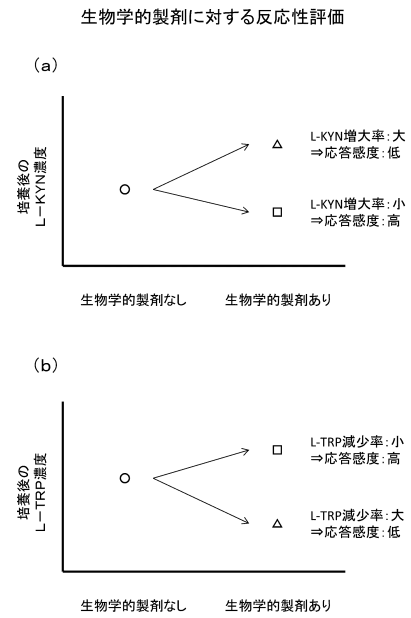 生物学的製剤に対する反応性評価
(a)
培養後の
L－KYN濃度
L-KYN増大率：大
⇒応答感度：低
L-KYN増大率：小
⇒応答感度：高
生物学的製剤なし
生物学的製剤あり
(b)
培養後の
L－TRP濃度
L-TRP減少率：小
⇒応答感度：高
L-TRP減少率：大
⇒応答感度：低
生物学的製剤なし
生物学的製剤あり